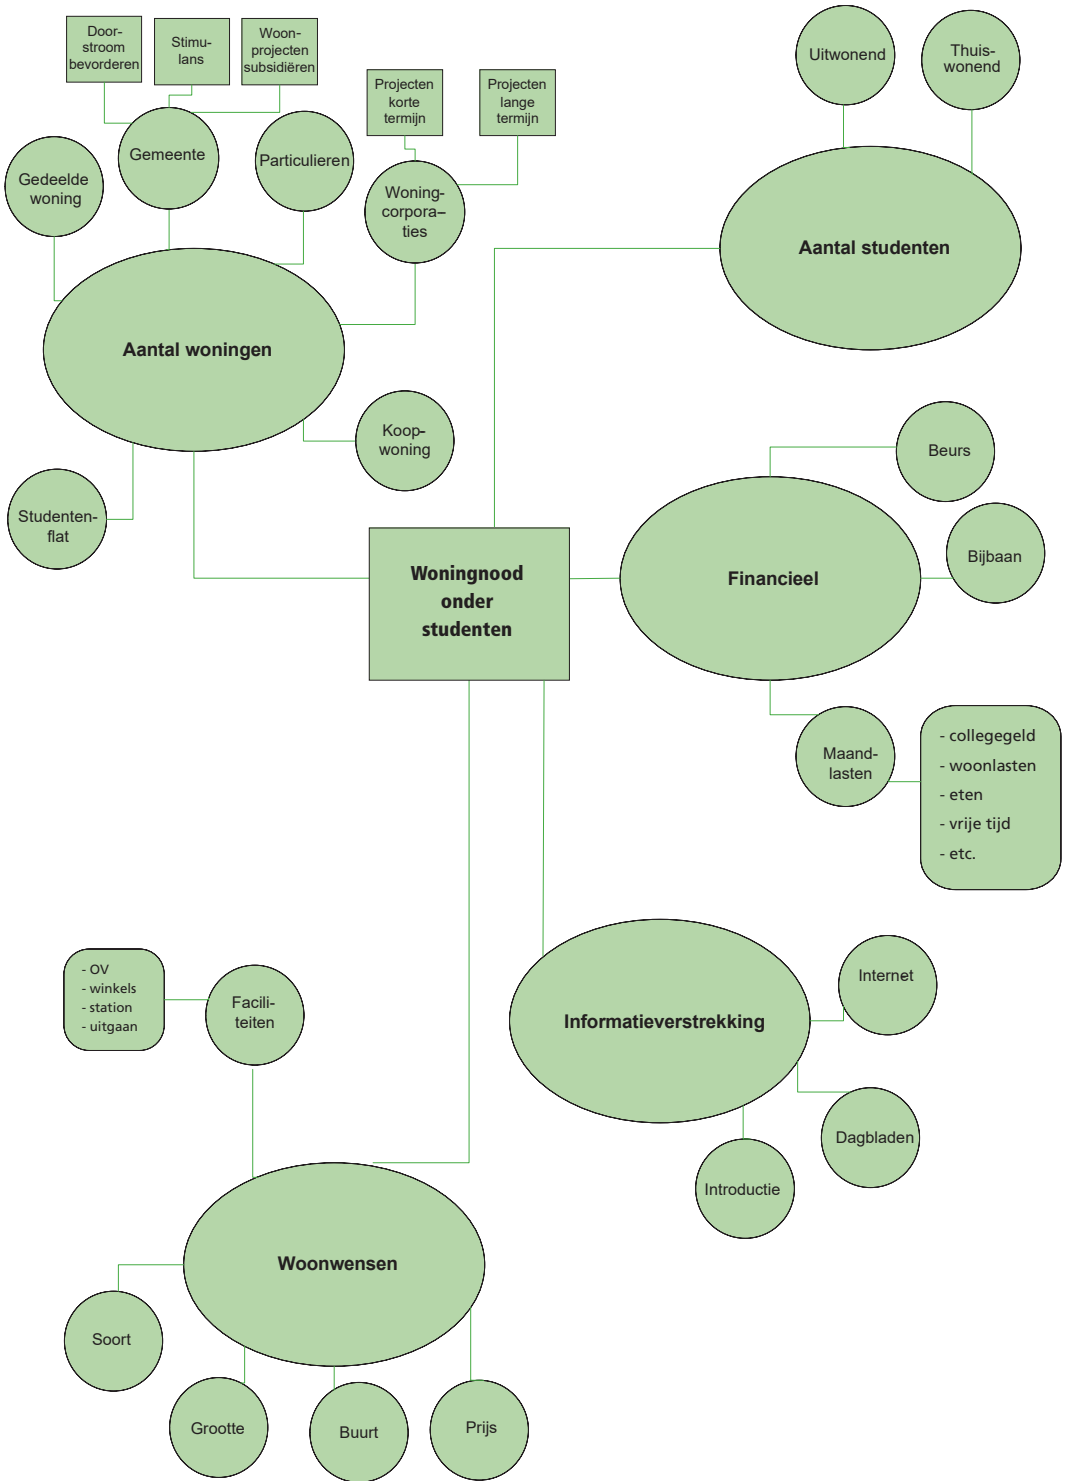 Door-
stroom
bevorderen
Stimu-
lans
Woon-
projecten
subsidiëren
Projecten
korte
termijn
Projecten
lange
termijn
Uitwonend
Thuis-
wonend
Gedeelde
woning
Gemeente
Particulieren
Woning-
corpora–
ties
Aantal studenten
Aantal woningen
Koop-
woning
Beurs
Studenten-
flat
Woningnood
onder
studenten
Financieel
Bijbaan
Maand-
lasten
- collegegeld
- woonlasten
- eten
- vrije tijd
- etc.
- OV
- winkels
- station
- uitgaan
Facili-
teiten
Informatieverstrekking
Internet
Dagbladen
Introductie
Woonwensen
Soort
Grootte
Buurt
Prijs